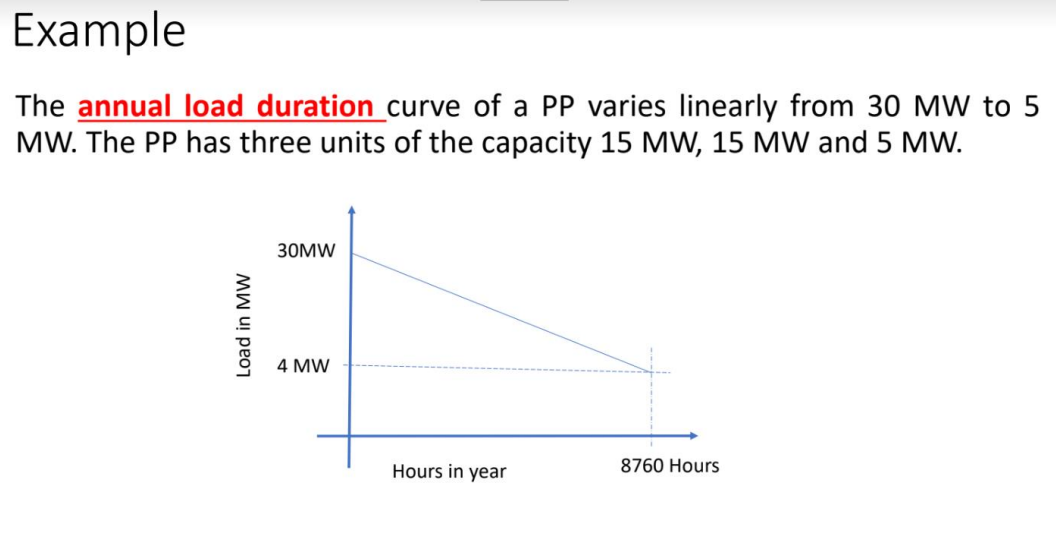 Example
The annual load duration curve of a PP varies linearly from 30 MW to 5
MW. The PP has three units of the capacity 15 MW, 15 MW and 5 MW.
30MW
Load in MW
4 MW
Hours in year
8760 Hours